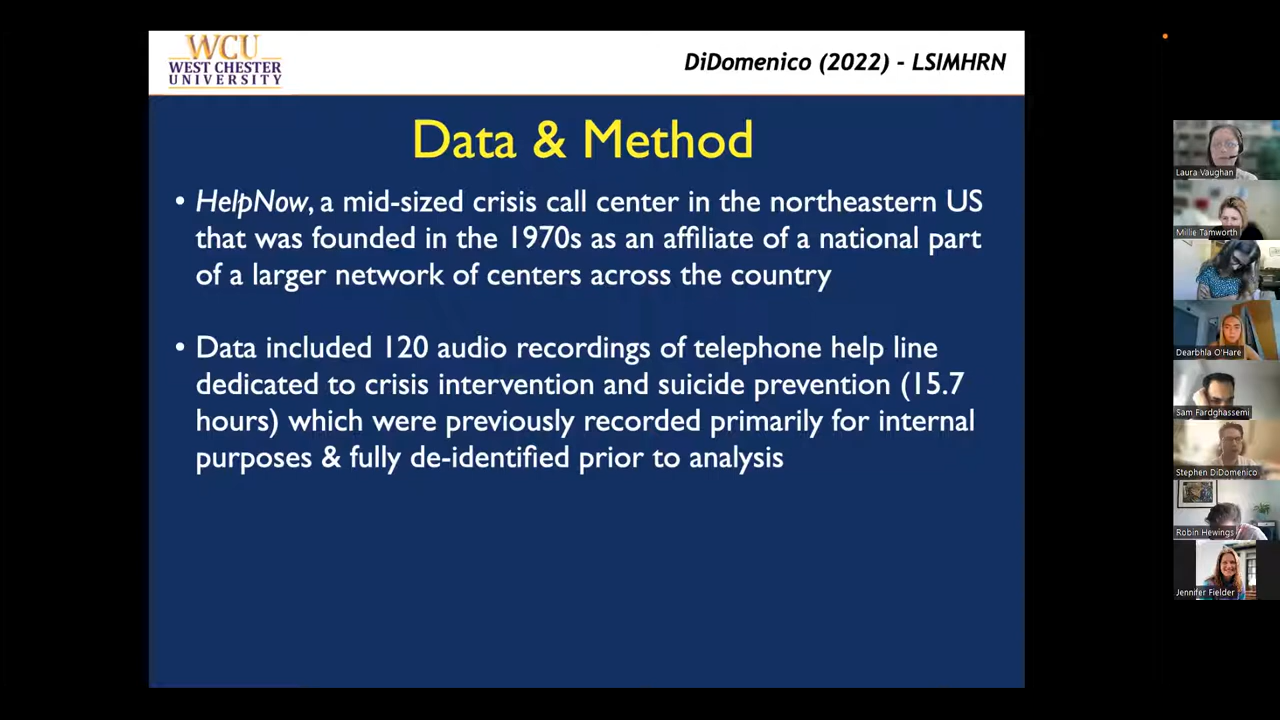 WCU
WEST CHESTER
UNIVERSITY
DiDomenico (2022) - LSIMHRN
Data & Method
• HelpNow, a mid-sized crisis call center in the northeastern US
that was founded in the 1970s as an affiliate of a national part
of a larger network of centers across the country
• Data included 120 audio recordings of telephone help line
dedicated to crisis intervention and suicide prevention (15.7
hours) which were previously recorded primarily for internal
purposes & fully de-identified prior to analysis
Laura Vaughan
Millie Tamworth
Dearbhla O'Hare
Sam Fardghassemi
Stephen DiDomenico
Robin Hewings
Jennifer Fielder